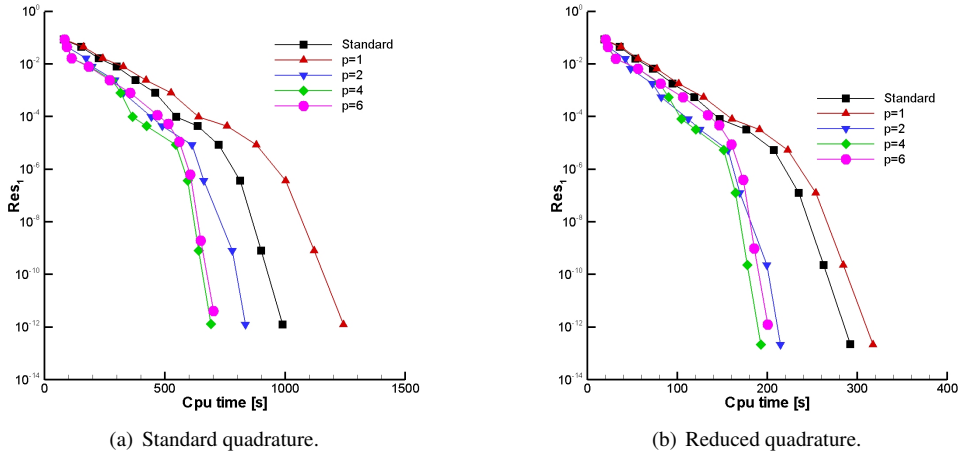 10^0
10^-2
10^-4
10^-6
10^-8
10^-10
10^-12
10^-14
Res_1
0 500 1000 1500
Cpu time [s]
Standard
p=1
p=2
p=4
p=6
(a) Standard quadrature.
10^0
10^-2
10^-4
10^-6
10^-8
10^-10
10^-12
10^-14
Res_1
0 100 200 300 400
Cpu time [s]
Standard
p=1
p=2
p=4
p=6
(b) Reduced quadrature.